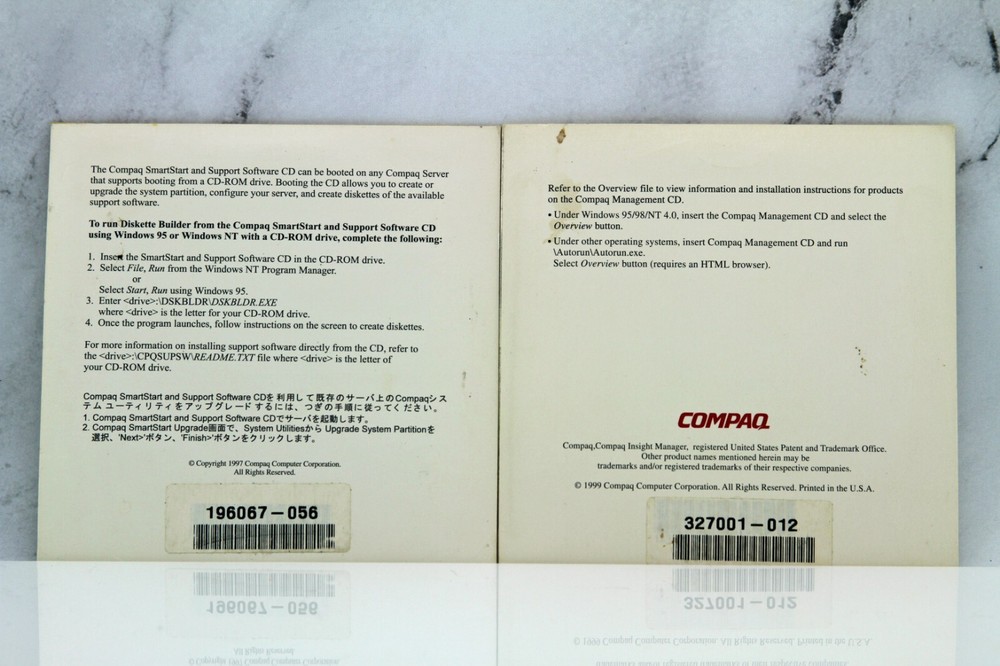 The Compaq SmartStart and Support Software CD can be booted on any Compaq Server
that supports booting from a CD-ROM drive. Booting the CD allows you to create or
upgrade the system partition, configure your server, and create diskettes of the available
support software.
To run Diskette Builder from the Compaq SmartStart and Support Software CD
using Windows 95 or Windows NT with a CD-ROM drive, complete the following:
1. Insert the SmartStart and Support Software CD in the CD-ROM drive.
2. Select File, Run from the Windows NT Program Manager.
or
Select Start, Run using Windows 95.
3. Enter <drive>:\DSKBLDR\DSKBLDR.EXE
where <drive> is the letter for your CD-ROM drive.
4. Once the program launches, follow instructions on the screen to create diskettes.
For more information on installing support software directly from the CD, refer to
the <drive>:\CPQSUPSW\README.TXT file where <drive> is the letter of
your CD-ROM drive.
Compaq SmartStart and Support Software CDを利用して既存のサーバ上のCompaqシス
テム ユーティリティをアップグレードするには、つぎの手順に従ってください。
1. Compaq SmartStart and Support Software CDでサーバを起動します。
2. Compaq SmartStart Upgrade画面で、System Utilitiesから Upgrade System Partitionを
選択、'Next>'ボタン、'Finish>'ボタンをクリックします。
© Copyright 1997 Compaq Computer Corporation.
All Rights Reserved.
196067-056
Refer to the Overview file to view information and installation instructions for products
on the Compaq Management CD.
• Under Windows 95/98/NT 4.0, insert the Compaq Management CD and select the
Overview button.
• Under other operating systems, insert Compaq Management CD and run
\Autorun\Autorun.exe.
Select Overview button (requires an HTML browser).
COMPAQ
Compaq,Compaq Insight Manager, registered United States Patent and Trademark Office.
Other product names mentioned herein may be
trademarks and/or registered trademarks of their respective companies.
© 1999 Compaq Computer Corporation. All Rights Reserved. Printed in the U.S.A.
327001-012